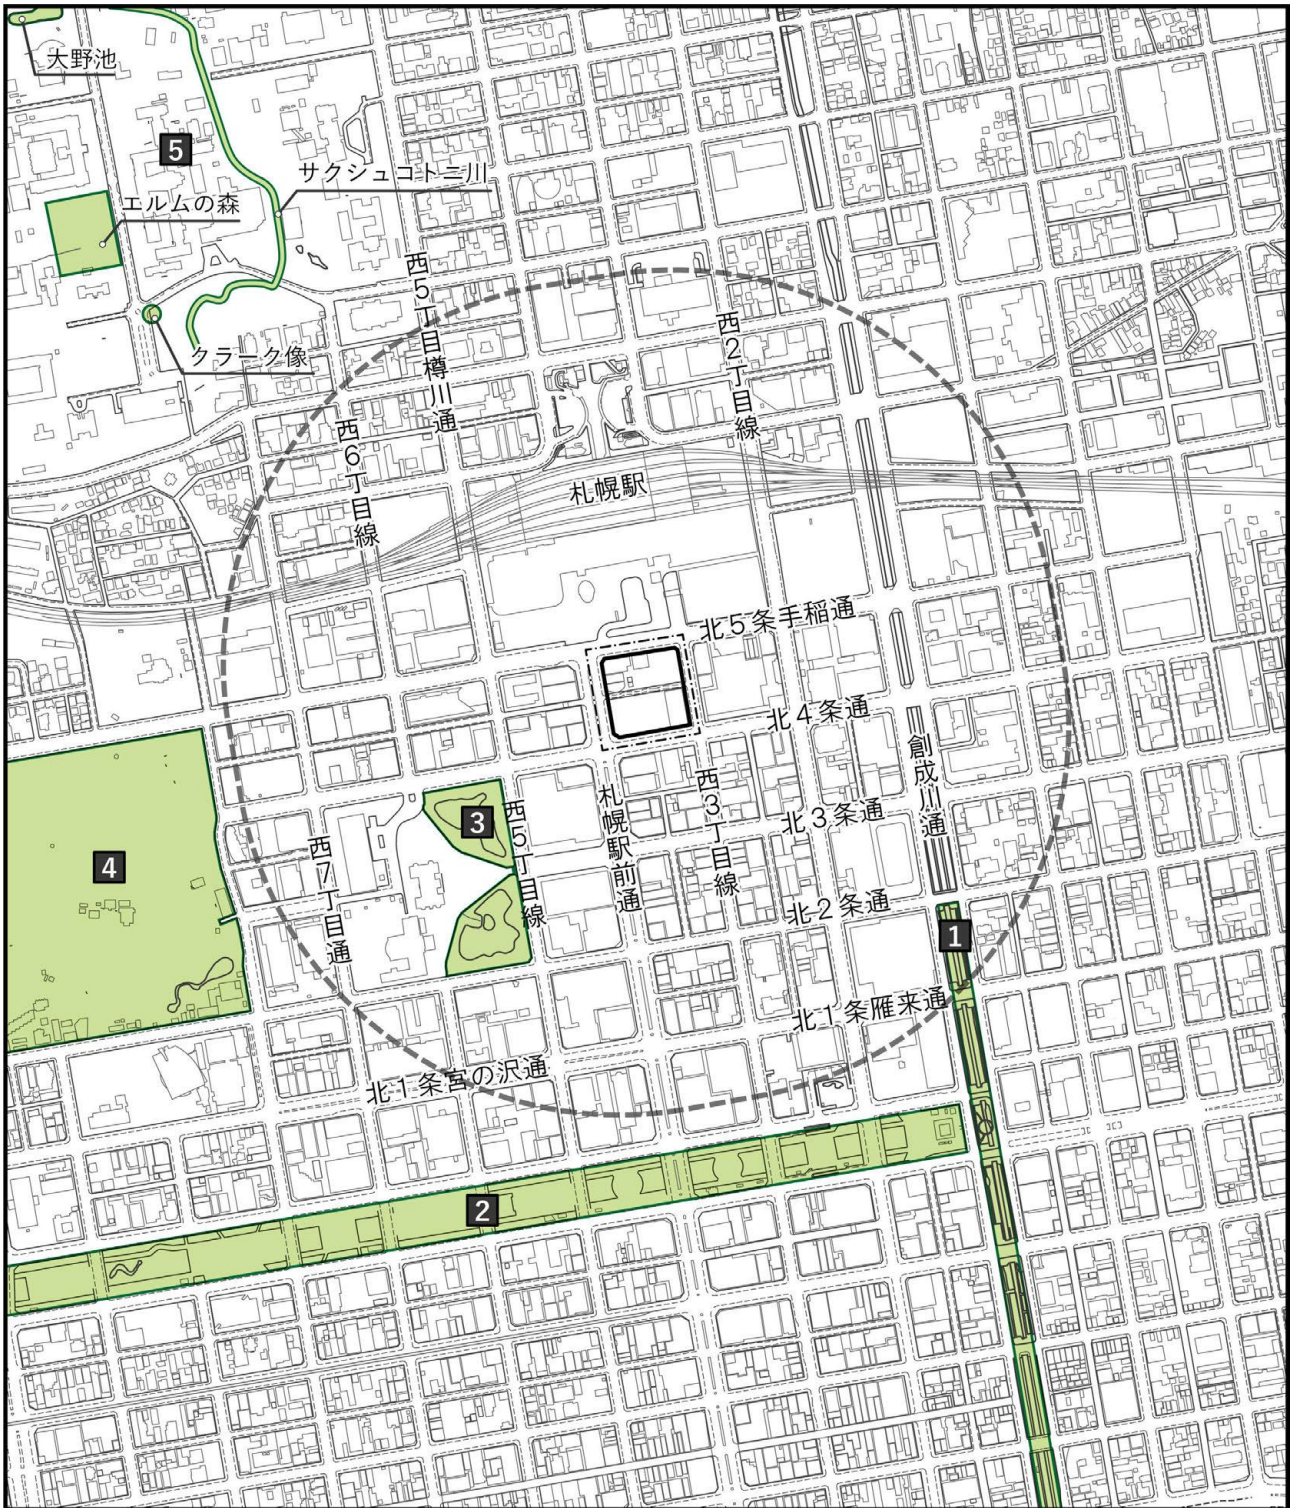 大野池
5
サクシュコトニ川
エルムの森
クラーク像
西5丁目樽川通
西2丁目線
西6丁目線
札幌駅
北5条手稲通
北4条通
創成川通
西3丁目線
札幌駅前通
北3条通
3
西5丁目線
西7丁目通
4
北2条通
1
北1条雁来通
北1条宮の沢通
2